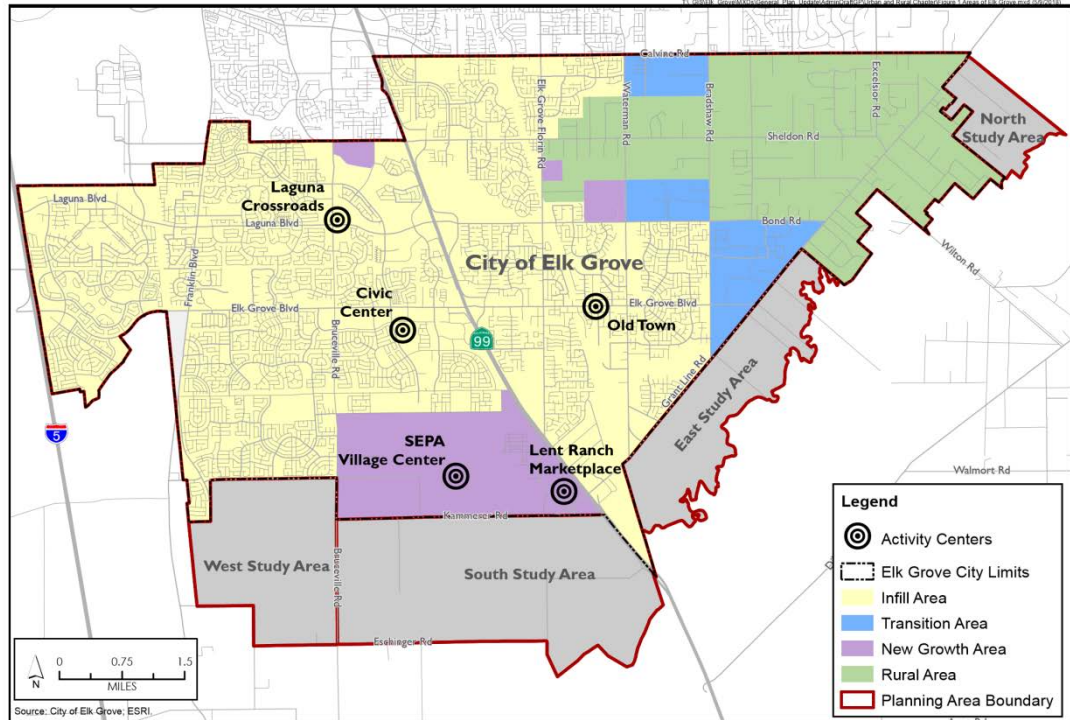 Calvine Rd
Elk Grove Florin Rd
Waterman Rd
Bradshaw Rd
Excelsior Rd
North
Study Area
Sheldon Rd
Laguna
Crossroads
Laguna Blvd
Laguna Blvd
Bond Rd
Wilton Rd
Franklin Blvd
City of Elk Grove
Civic
Center
Elk Grove Blvd
Elk Grove Blvd
Old Town
Bruceville Rd
99
Grant Line Rd
East Study Area
5
SEPA
Village Center
Lent Ranch
Marketplace
Walmort Rd
Kammerer Rd
West Study Area
Bruceville Rd
South Study Area
Eschinger Rd
Legend
Activity Centers
Elk Grove City Limits
Infill Area
Transition Area
New Growth Area
Rural Area
Planning Area Boundary
N
0 0.75 1.5
MILES
Source: City of Elk Grove; ESRI.